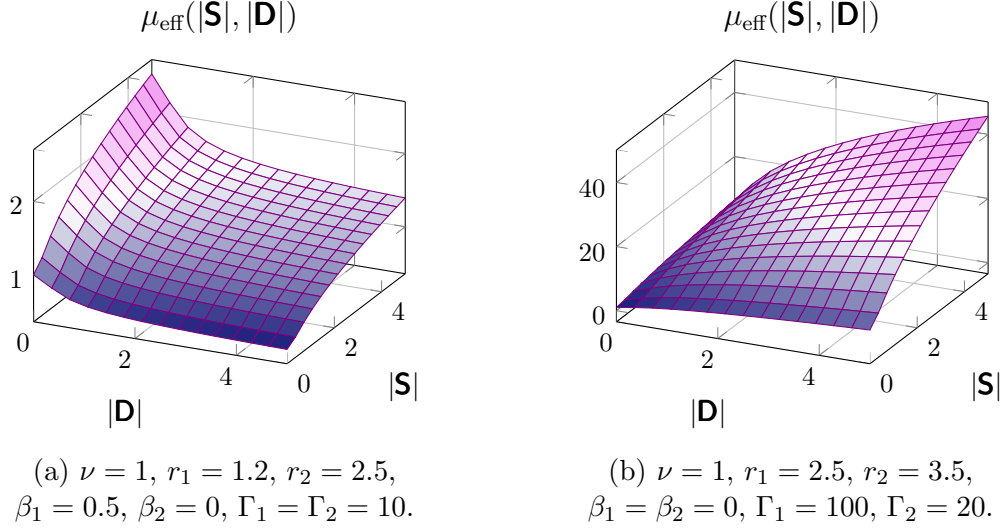 μ_eff(|S|, |D|)
2
1
0
2
4
0
2
4
|D|
|S|
(a) ν = 1, r₁ = 1.2, r₂ = 2.5,
β₁ = 0.5, β₂ = 0, Γ₁ = Γ₂ = 10.
μ_eff(|S|, |D|)
40
20
0
0
2
4
0
2
4
|D|
|S|
(b) ν = 1, r₁ = 2.5, r₂ = 3.5,
β₁ = β₂ = 0, Γ₁ = 100, Γ₂ = 20.